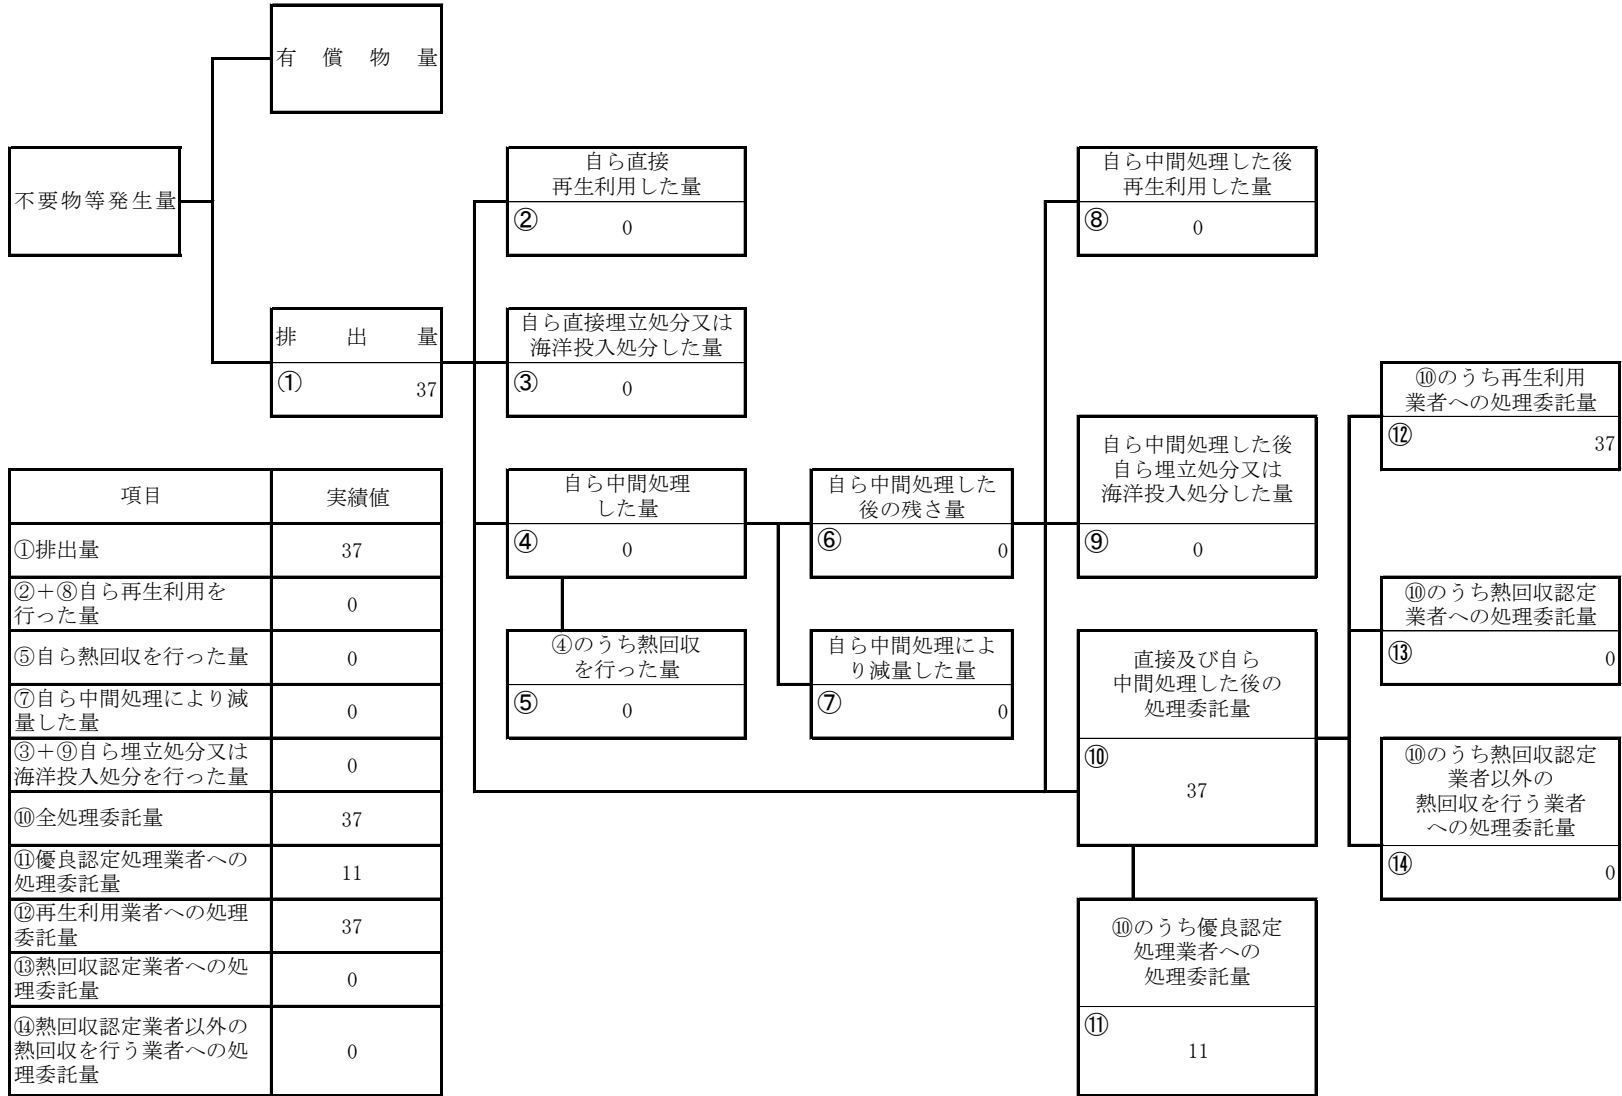 有償物量
不要物等発生量
排出量
①
37
自ら直接
再生利用した量
②
0
自ら直接埋立処分又は
海洋投入処分した量
③
0
自ら中間処理
した量
④
0
④のうち熱回収
を行った量
⑤
0
自ら中間処理した
後の残さ量
⑥
0
自ら中間処理によ
り減量した量
⑦
0
自ら中間処理した後
再生利用した量
⑧
0
自ら中間処理した後
自ら埋立処分又は
海洋投入処分した量
⑨
0
直接及び自ら
中間処理した後の
処理委託量
⑩
37
⑩のうち優良認定
処理業者への
処理委託量
⑪
11
⑩のうち再生利用
業者への処理委託量
⑫
37
⑩のうち熱回収認定
業者への処理委託量
⑬
0
⑩のうち熱回収認定
業者以外の
熱回収を行う業者
への処理委託量
⑭
0
項目 実績値
①排出量 37
②+⑧自ら再生利用を
行った量 0
⑤自ら熱回収を行った量 0
⑦自ら中間処理により減
量した量 0
③+⑨自ら埋立処分又は
海洋投入処分を行った量 0
⑩全処理委託量 37
⑪優良認定処理業者への
処理委託量 11
⑫再生利用業者への処理
委託量 37
⑬熱回収認定業者への処
理委託量 0
⑭熱回収認定業者以外の
熱回収を行う業者への処
理委託量 0